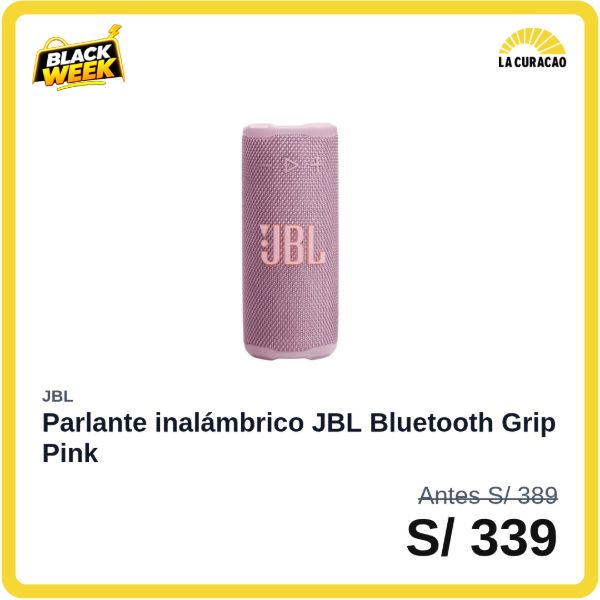 BLACK
WEEK
LA CURACAO
JBL
JBL
Parlante inalámbrico JBL Bluetooth Grip
Pink
Antes S/ 389
S/ 339